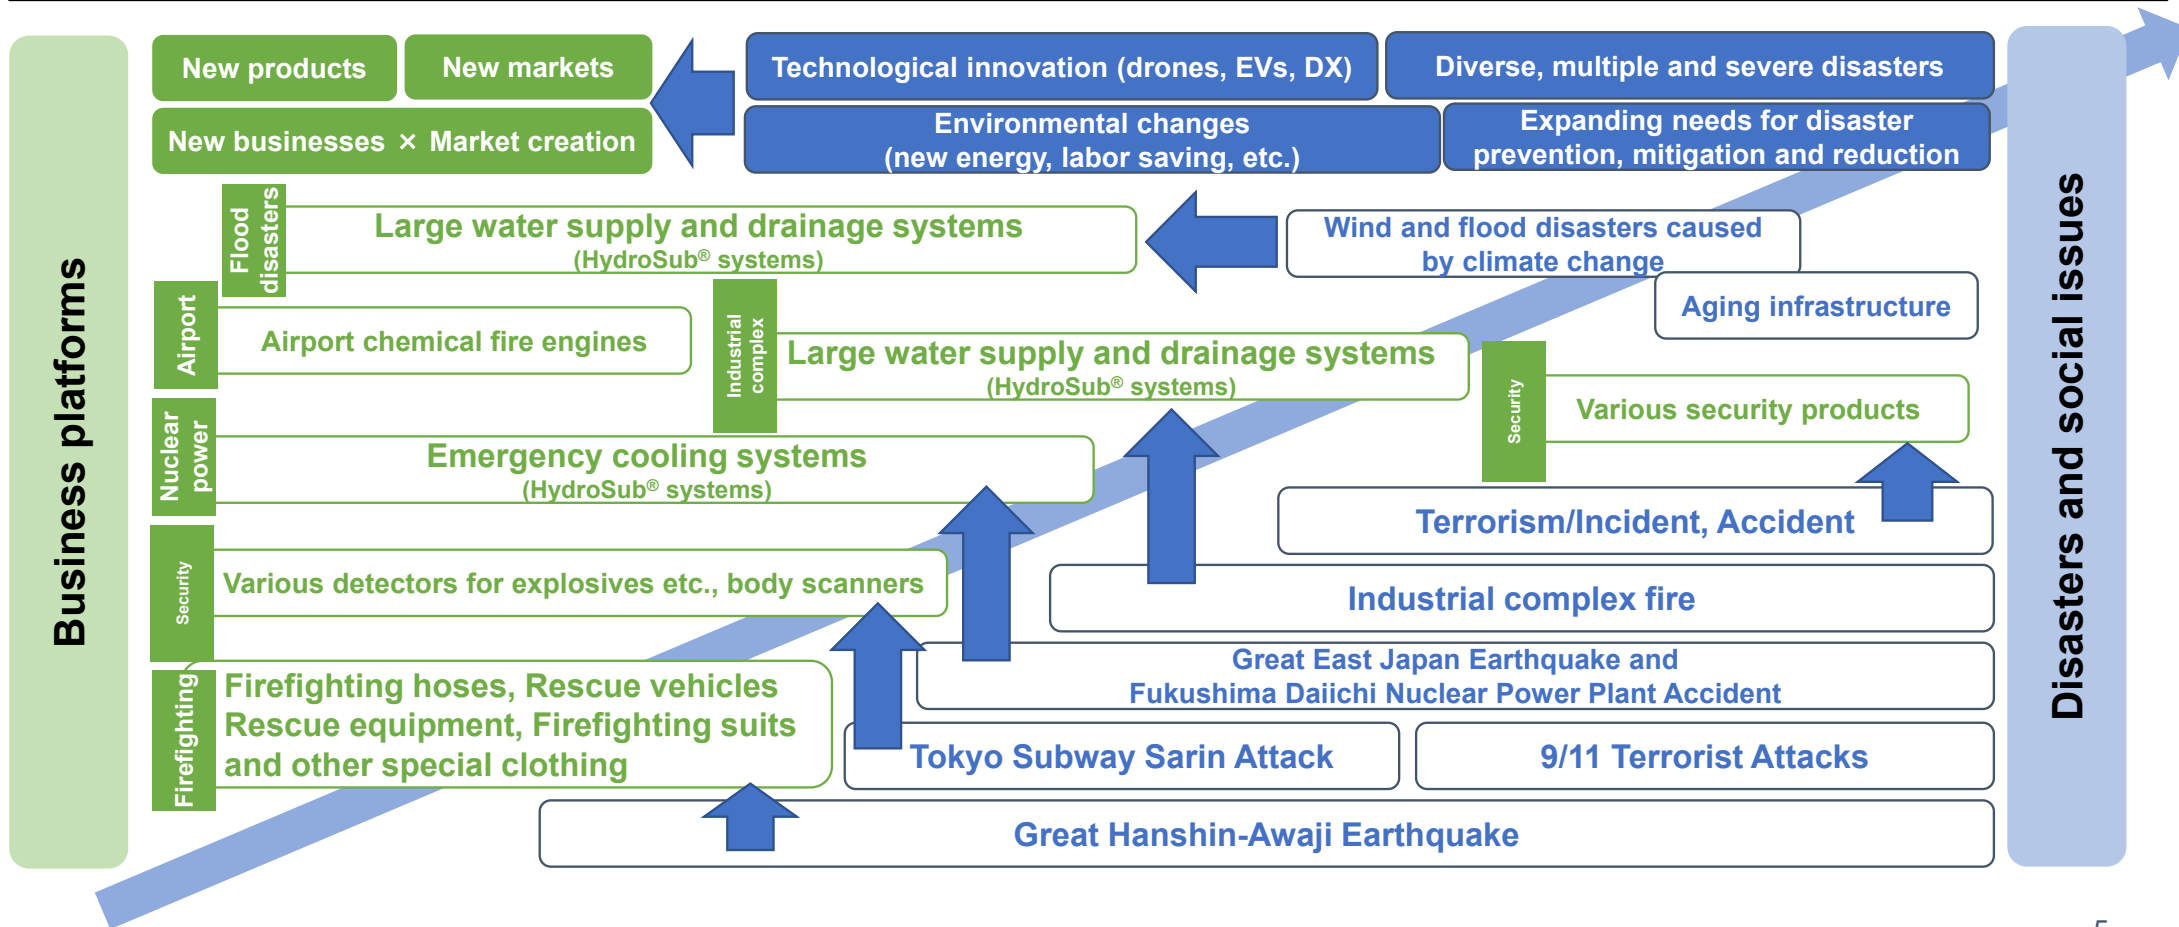 Business platforms
New products
New markets
New businesses × Market creation
Technological innovation (drones, EVs, DX)
Diverse, multiple and severe disasters
Environmental changes
(new energy, labor saving, etc.)
Expanding needs for disaster
prevention, mitigation and reduction
Flood
disasters
Large water supply and drainage systems
(HydroSub® systems)
Wind and flood disasters caused
by climate change
Aging infrastructure
Airport
Airport chemical fire engines
Industrial
complex
Large water supply and drainage systems
(HydroSub® systems)
Security
Various security products
Nuclear
power
Emergency cooling systems
(HydroSub® systems)
Terrorism/Incident, Accident
Security
Various detectors for explosives etc., body scanners
Industrial complex fire
Great East Japan Earthquake and
Fukushima Daiichi Nuclear Power Plant Accident
Firefighting
Firefighting hoses, Rescue vehicles
Rescue equipment, Firefighting suits
and other special clothing
Tokyo Subway Sarin Attack
9/11 Terrorist Attacks
Great Hanshin-Awaji Earthquake
Disasters and social issues
5